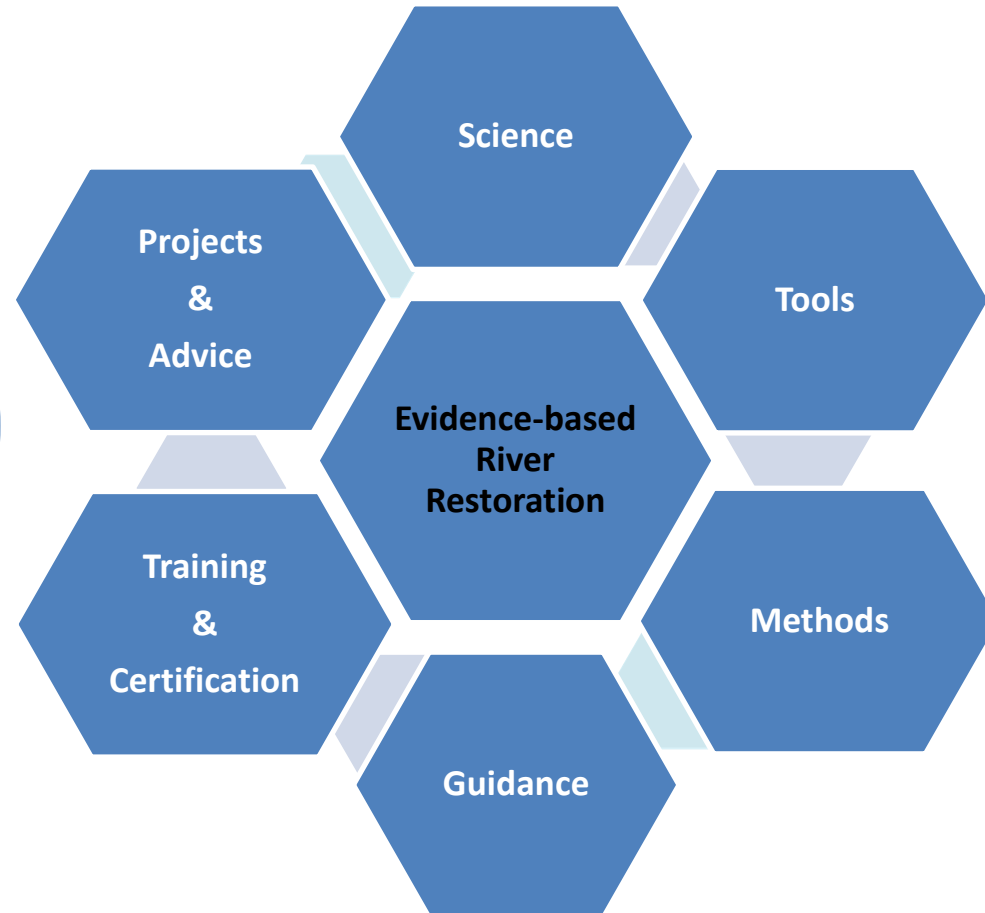 Science
Projects
&
Advice
Tools
Evidence-based
River
Restoration
Training
&
Certification
Methods
Guidance